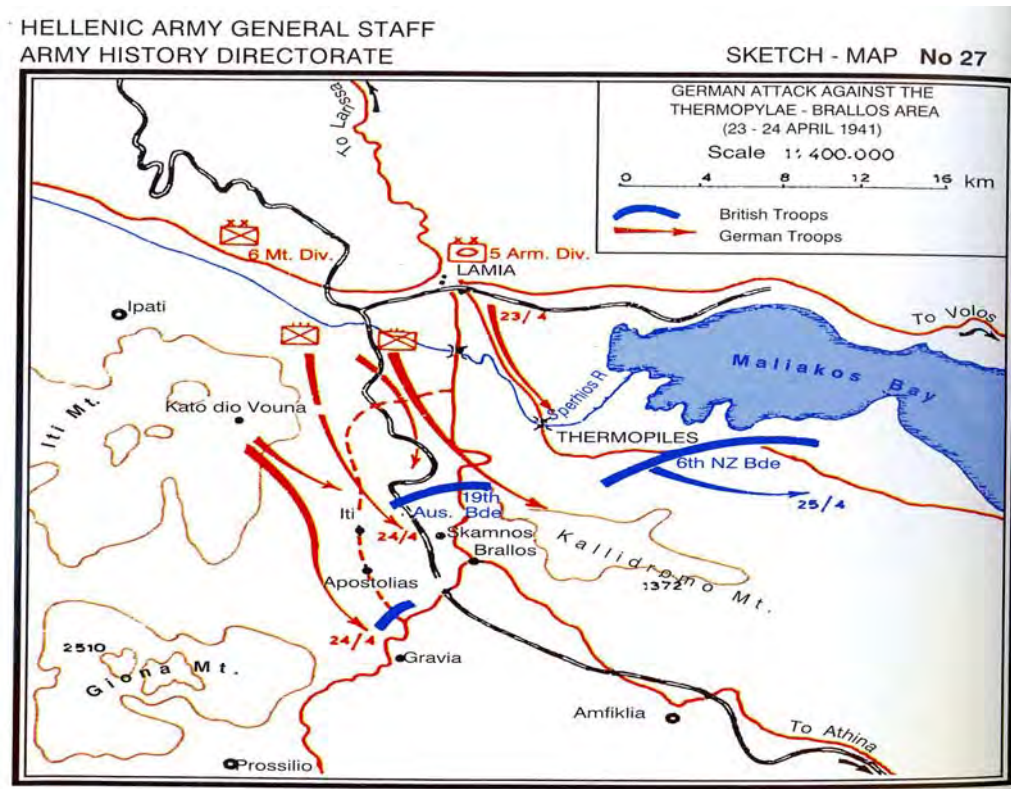 HELLENIC ARMY GENERAL STAFF
ARMY HISTORY DIRECTORATE
SKETCH - MAP No 27
GERMAN ATTACK AGAINST THE
THERMOPYLAE - BRALLOS AREA
(23 - 24 APRIL 1941)
Scale 1: 400.000
0 4 8 12 16 km
British Troops
German Troops
To Larissa
6 Mt. Div.
5 Arm. Div.
LAMIA
Ipati
23/4
To Volos
Maliakos Bay
Sperhios R
Kato dio Vouna
Iti Mt.
THERMOPILES
6th NZ Bde
25/4
19th
Aus. Bde
Iti
24/4
Skamnos
Brallos
Kallidromo Mt.
1372
Apostolias
24/4
2510
Giona Mt.
Gravia
Amfiklia
To Athina
Prossilio